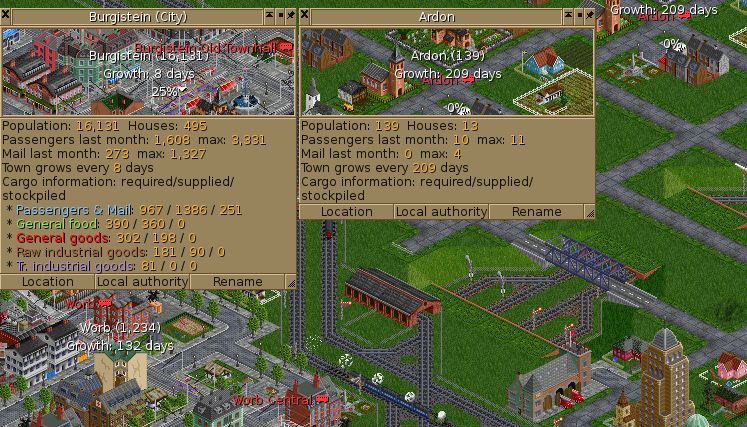 Burgistein (City)
Burgistein Old Townhall
Burgistein (16,131)
Growth: 8 days
25%
Population: 16,131 Houses: 495
Passengers last month: 1,608 max: 3,331
Mail last month: 273 max: 1,327
Town grows every 8 days
Cargo information: required/supplied/
stockpiled
* Passengers & Mail: 967 / 1386 / 251
* General food: 390 / 360 / 0
* General goods: 302 / 198 / 0
* Raw industrial goods: 181 / 90 / 0
* Tr. industrial goods: 81 / 0 / 0
Location
Local authority
Rename
Ardon
Ardon (139)
Growth: 209 days
Ardon
0%
Population: 139 Houses: 13
Passengers last month: 10 max: 11
Mail last month: 0 max: 4
Town grows every 209 days
Cargo information: required/supplied/
stockpiled
Location
Local authority
Rename
Growth: 209 days
Ardon
0%
Worb
Worb (1,234)
Growth: 132 days
Worb Central